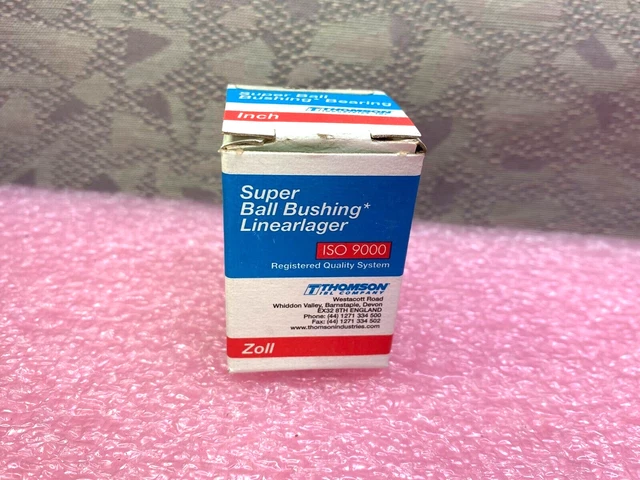 Super Ball
Bushing* Bearing
THOMSON
Inch
Super
Ball Bushing*
Linearlager
ISO 9000
Registered Quality System
THOMSON
IBL COMPANY
Westscott Road
Whiddon Valley, Barnstaple, Devon
EX32 8TH ENGLAND
Phone: (44) 1271 334 500
Fax: (44) 1271 334 502
www.thomsonindustries.com
Zoll